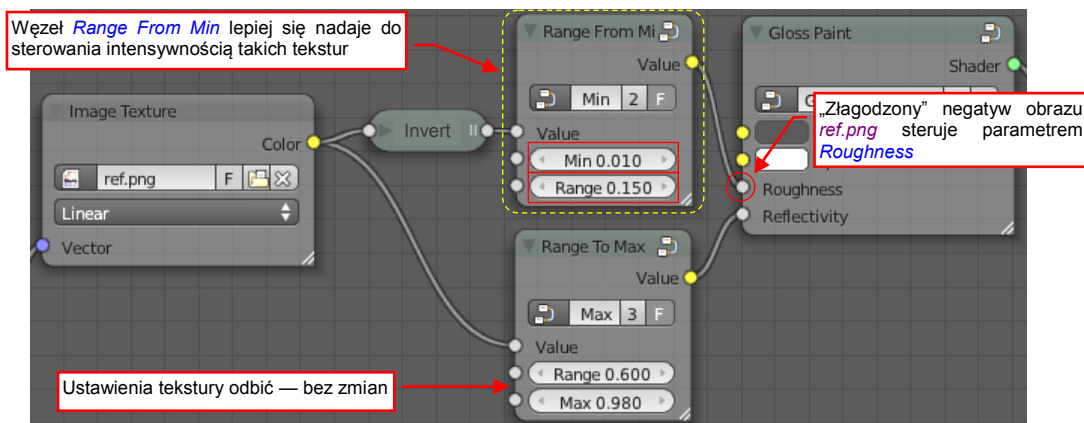 Węzeł Range From Min lepiej się nadaje do
sterowania intensywnością takich tekstur
Image Texture
Color
ref.png F
Linear
Vector
Invert
Range From Mi
Value
Min 2 F
Value
Min 0.010
Range 0.150
Range To Max
Value
Max 3 F
Value
Range 0.600
Max 0.980
Gloss Paint
Shader
G
„Złagodzony” negatyw obrazu
ref.png steruje parametrem
Roughness
Roughness
Reflectivity
Ustawienia tekstury odbić — bez zmian